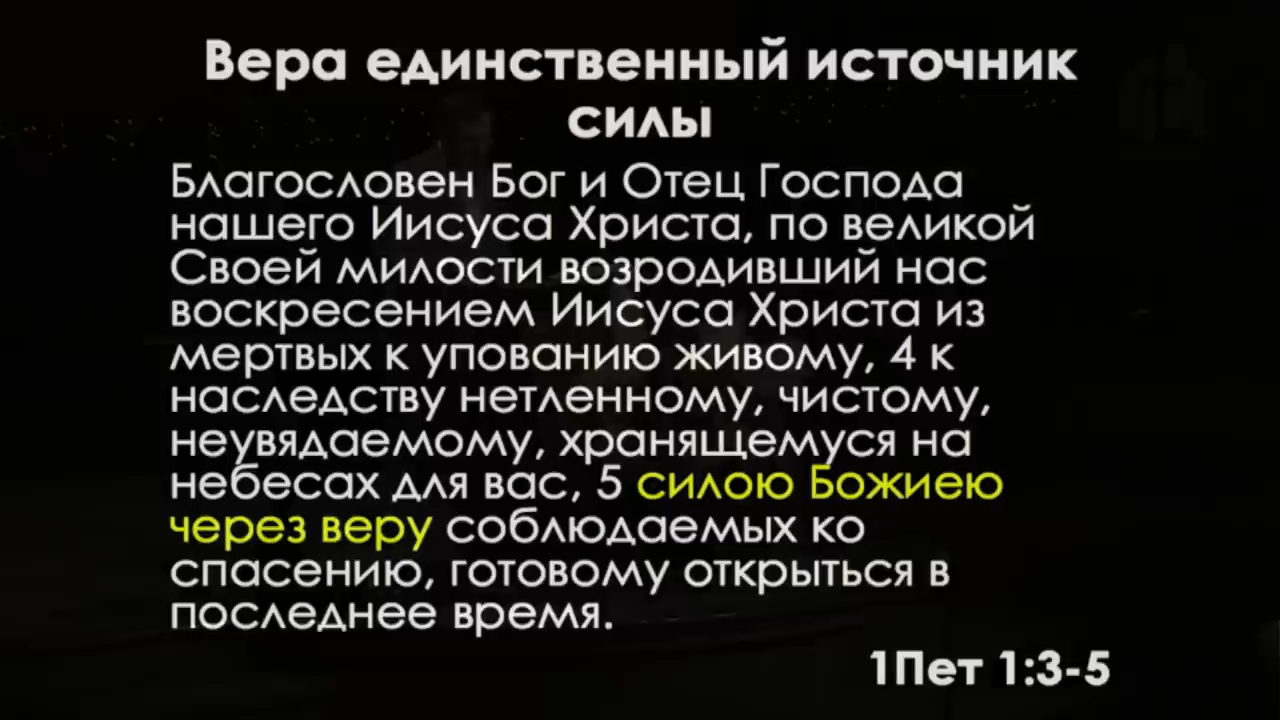 Вера единственный источник
силы
Благословен Бог и Отец Господа
нашего Иисуса Христа, по великой
Своей милости возродивший нас
воскресением Иисуса Христа из
мертвых к упованию живому, 4 к
наследству нетленному, чистому,
неувядаемому, хранящемуся на
небесах для вас, 5 силою Божиею
через веру соблюдаемых ко
спасению, готовому открыться в
последнее время.
1Пет 1:3-5